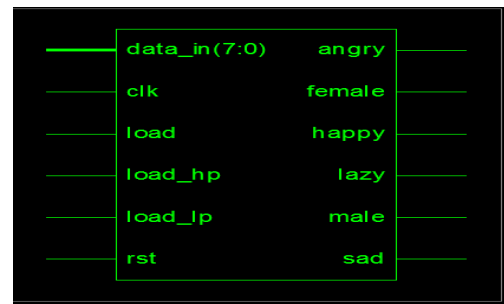 data_in(7:0) angry
clk female
load happy
load_hp lazy
load_lp male
rst sad